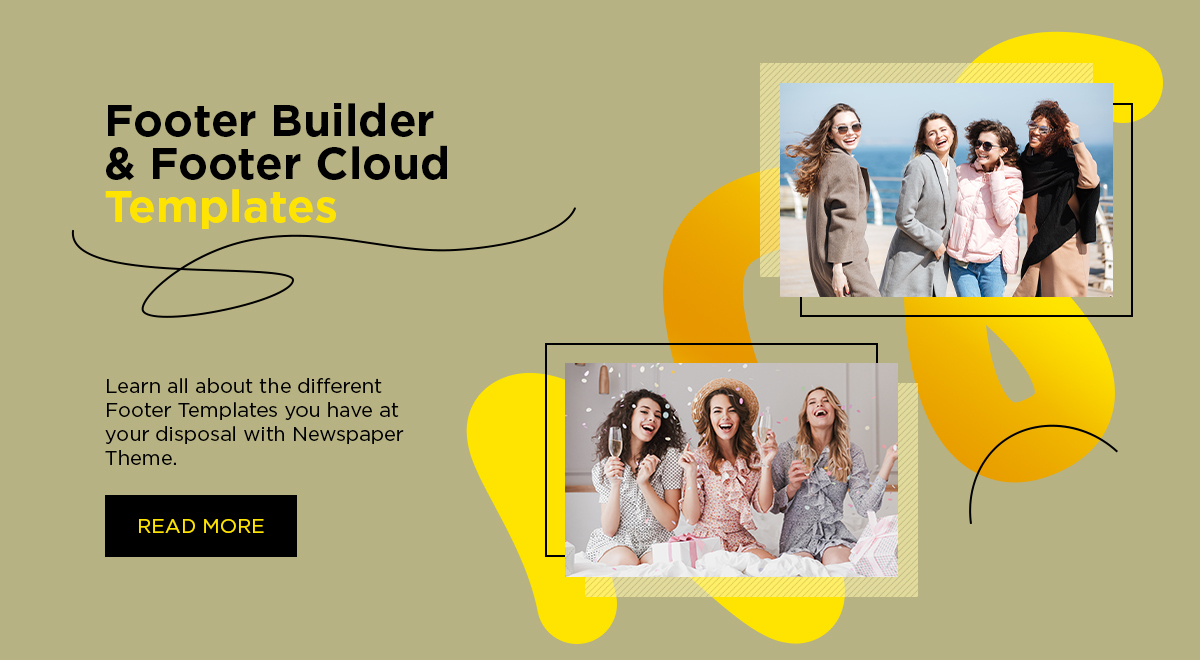 Footer Builder
& Footer Cloud
Templates
Learn all about the different
Footer Templates you have at
your disposal with Newspaper
Theme.
READ MORE